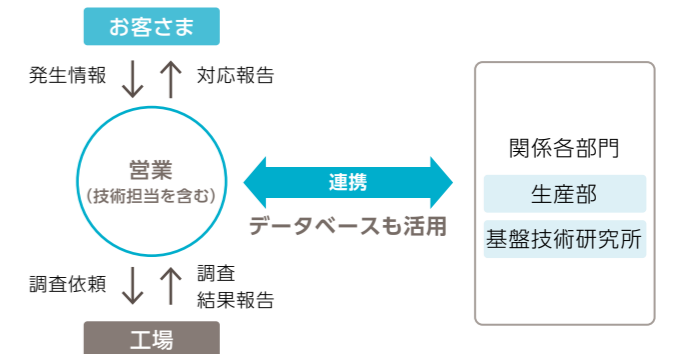 お客さま
発生情報
対応報告
営業
（技術担当を含む）
連携
データベースも活用
関係各部門
生産部
基盤技術研究所
調査依頼
調査
結果報告
工場